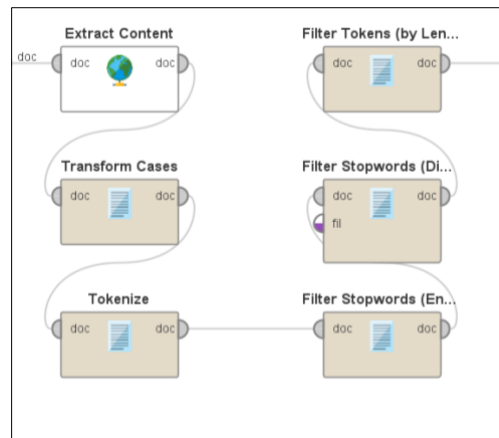 Extract Content
doc
doc
doc
Transform Cases
doc
doc
Tokenize
doc
doc
Filter Tokens (by Len...
doc
doc
Filter Stopwords (Di...
doc
doc
fil
Filter Stopwords (En...
doc
doc